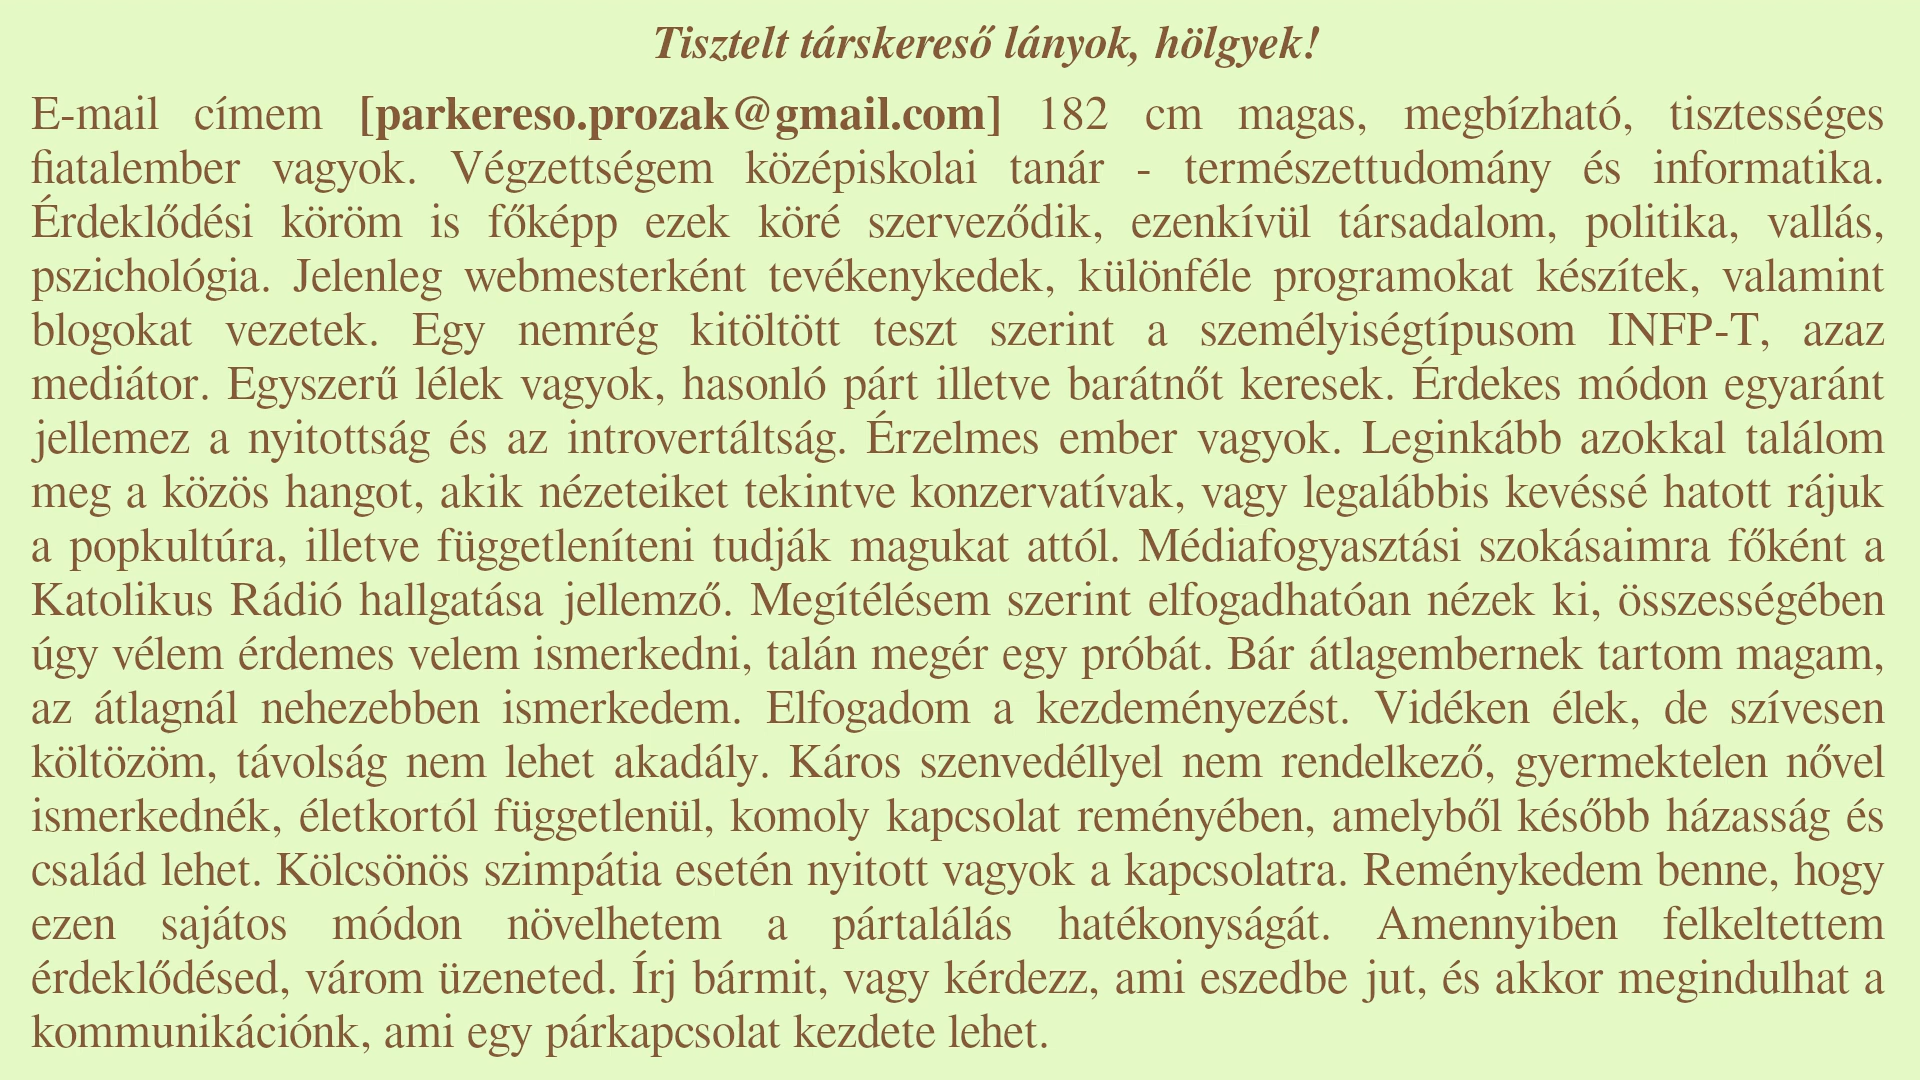 Tisztelt társkereső lányok, hölgyek!
E-mail címem [parkereso.prozak@gmail.com] 182 cm magas, megbízható, tisztességes
fiatalember vagyok. Végzettségem középiskolai tanár - természettudomány és informatika.
Érdeklődési köröm is főképp ezek köré szerveződik, ezenkívül társadalom, politika, vallás,
pszichológia. Jelenleg webmesterként tevékenykedek, különféle programokat készítek, valamint
blogokat vezetek. Egy nemrég kitöltött teszt szerint a személyiségtípusom INFP-T, azaz
mediátor. Egyszerű lélek vagyok, hasonló párt illetve barátnőt keresek. Érdekes módon egyaránt
jellemez a nyitottság és az introvertáltság. Érzelmes ember vagyok. Leginkább azokkal találom
meg a közös hangot, akik nézeteiket tekintve konzervatívak, vagy legalábbis kevéssé hatott rájuk
a popkultúra, illetve függetleníteni tudják magukat attól. Médiafogyasztási szokásaimra főként a
Katolikus Rádió hallgatása jellemző. Megítélésem szerint elfogadhatóan nézek ki, összességében
úgy vélem érdemes velem ismerkedni, talán megér egy próbát. Bár átlagembernek tartom magam,
az átlagnál nehezebben ismerkedem. Elfogadom a kezdeményezést. Vidéken élek, de szívesen
költözöm, távolság nem lehet akadály. Káros szenvedéllyel nem rendelkező, gyermektelen nővel
ismerkednék, életkortól függetlenül, komoly kapcsolat reményében, amelyből később házasság és
család lehet. Kölcsönös szimpátia esetén nyitott vagyok a kapcsolatra. Reménykedem benne, hogy
ezen sajátos módon növelhetem a pártalálás hatékonyságát. Amennyiben felkeltettem
érdeklődésed, várom üzeneted. Írj bármit, vagy kérdezz, ami eszedbe jut, és akkor megindulhat a
kommunikációnk, ami egy párkapcsolat kezdete lehet.